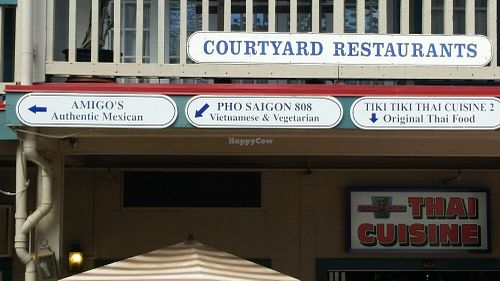 COURTYARD RESTAURANTS
AMIGO'S
Authentic Mexican
PHO SAIGON 808
Vietnamese & Vegetarian
TIKI TIKI THAI CUISINE 2
Original Thai Food
HappyCow
THAI
CUISINE